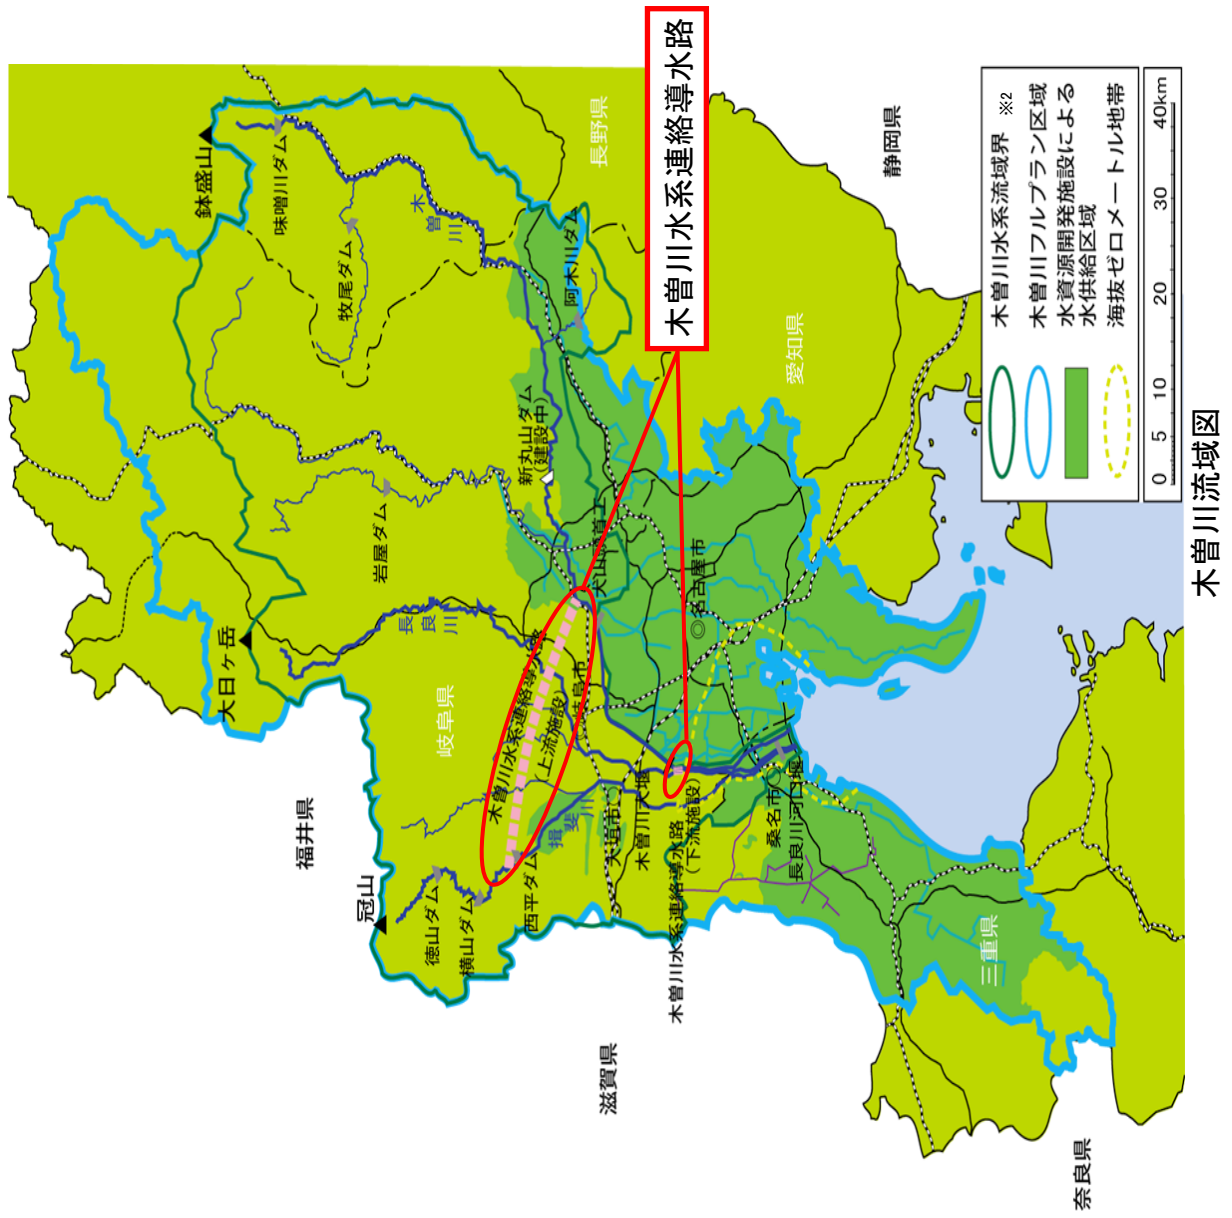 木曽川水系連絡導水路
鉢盛山
味噌川ダム
長野県
静岡県
木曽川
牧尾ダム
阿木川ダム
愛知県
新丸山ダム
(建設中)
岩屋ダム
犬山
名古屋市
大日ヶ岳
長良川
岐阜県
木曽川水系連絡導水路
(上流施設)
岐阜市
福井県
揖斐川
大垣市
木曽川大堰
木曽川水系連絡導水路
(下流施設)
桑名市
長良川河口堰
冠山
徳山ダム
横山ダム
西平ダム
三重県
滋賀県
奈良県
木曽川水系流域界 ※2
木曽川フルプラン区域
水資源開発施設による
水供給区域
海抜ゼロメートル地帯
0 5 10 20 30 40km
木曽川流域図